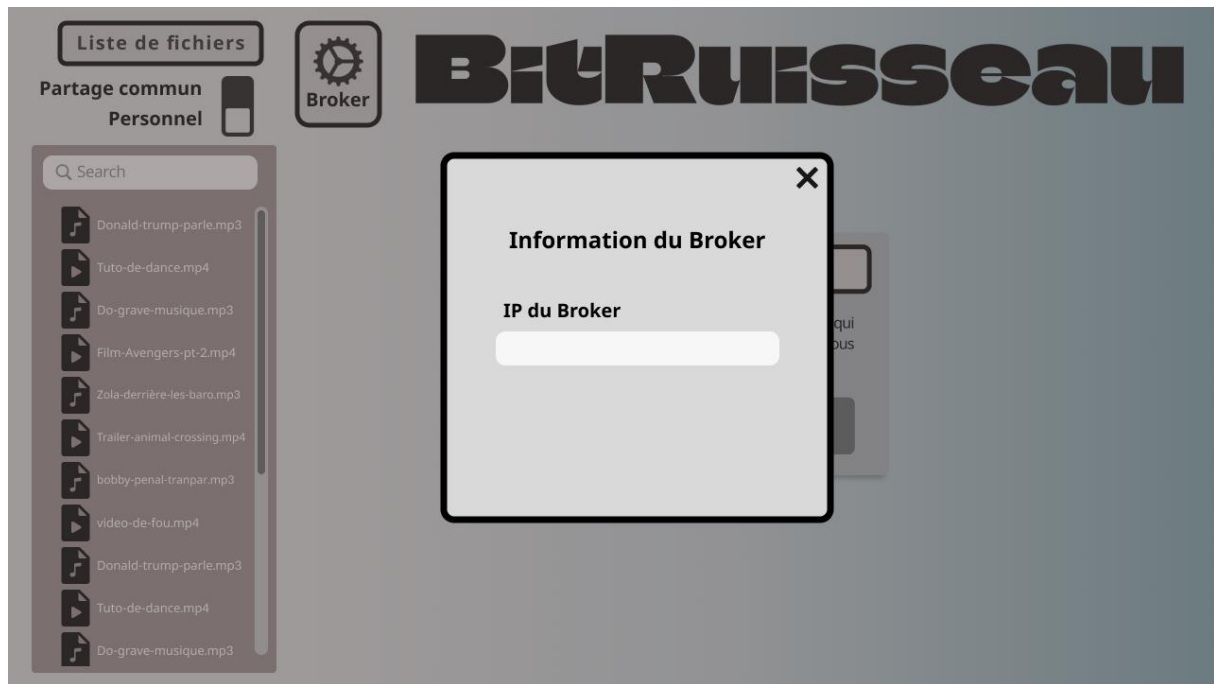 Liste de fichiers
Partage commun
Personnel
Broker
BitRuisseau
Search
Donald-trump-parle.mp3
Tuto-de-dance.mp4
Do-grave-musique.mp3
Film-Avengers-pt-2.mp4
Zola-derrière-les-baro.mp3
Trailer-animal-crossing.mp4
bobby-penal-tranpar.mp3
video-de-fou.mp4
Donald-trump-parle.mp3
Tuto-de-dance.mp4
Do-grave-musique.mp3
Information du Broker
IP du Broker
qui